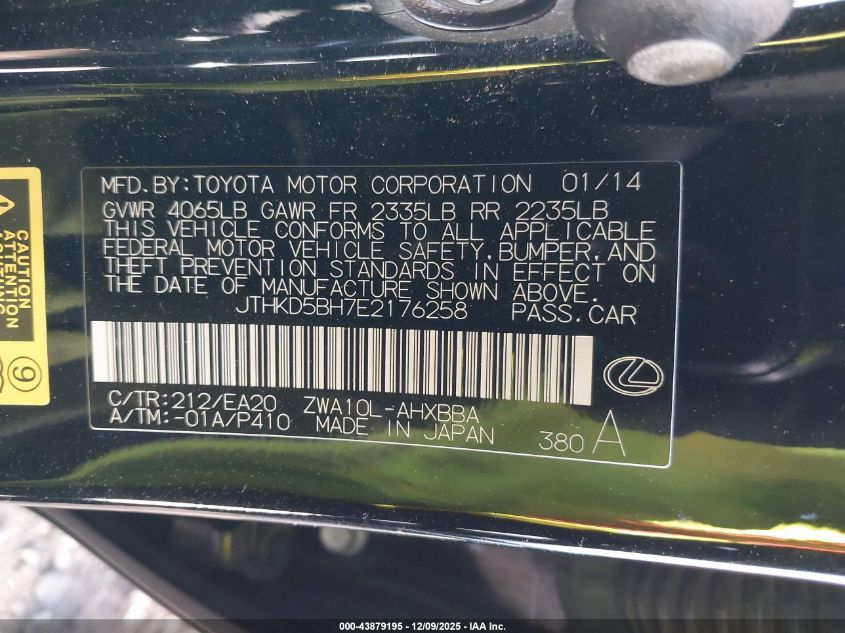 MFD.BY:TOYOTA MOTOR CORPORATION 01/14
GVWR 4065LB GAWR FR 2335LB RR 2235LB
THIS VEHICLE CONFORMS TO ALL APPLICABLE
FEDERAL MOTOR VEHICLE SAFETY,BUMPER,AND
THEFT PREVENTION STANDARDS IN EFFECT ON
THE DATE OF MANUFACTURE SHOWN ABOVE.
JTHKD5BH7E2176258 PASS.CAR
C/TR:212/EA20 ZWA10L-AHXBBA
A/TM:-01A/P410 MADE IN JAPAN 380 A
CAUTION
ATTENTION
9
000-43879195 - 12/09/2025 - IAA Inc.